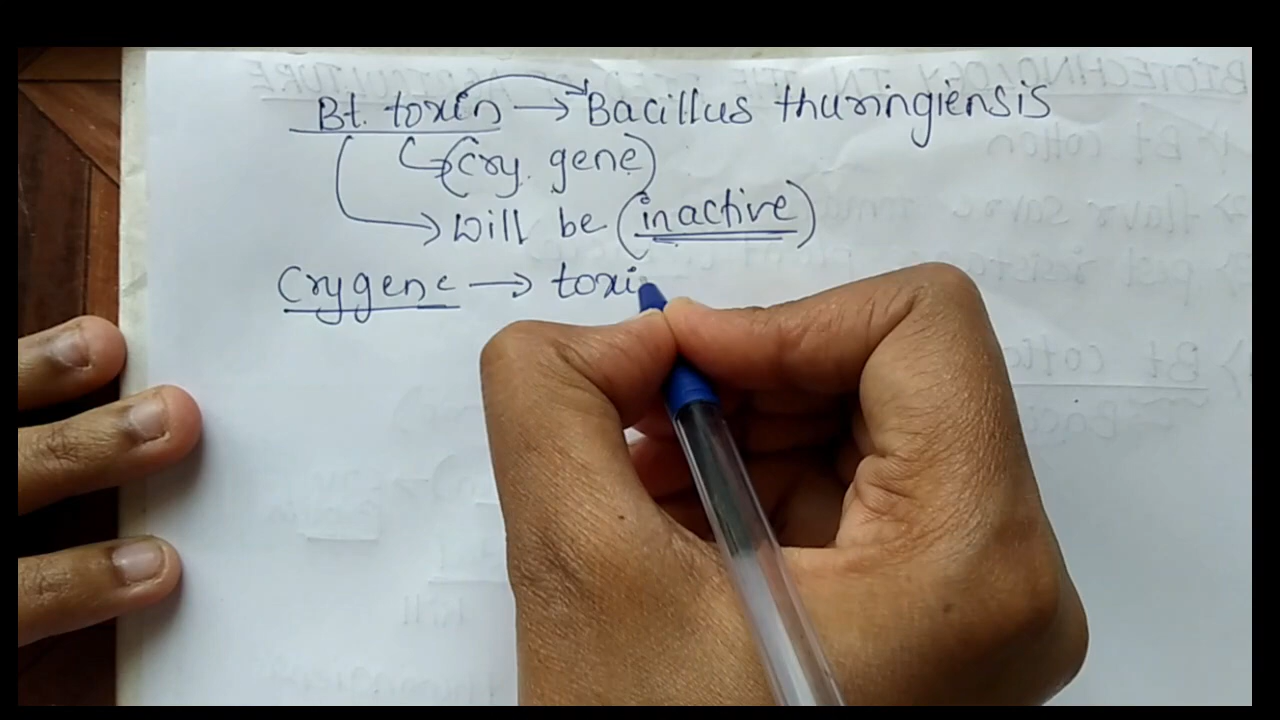 Bt. toxin → Bacillus thuringiensis
(Cry. gene)
→ will be (inactive)
Crygene → toxi